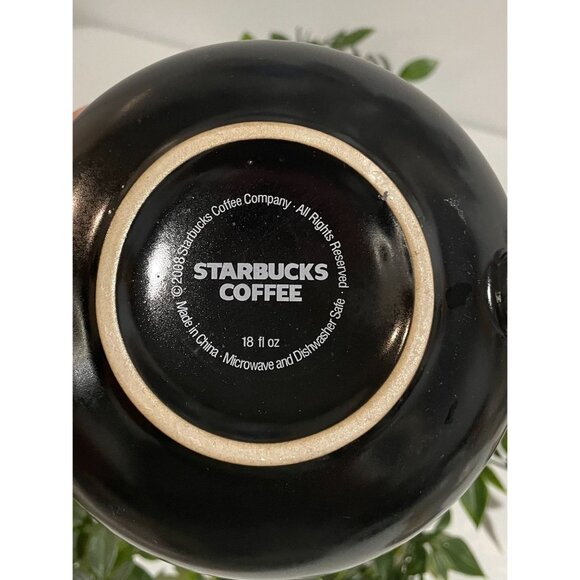 ©2008 Starbucks Coffee Company · All Rights Reserved ·
STARBUCKS
COFFEE
18 fl oz
Made in China · Microwave and Dishwasher Safe ·